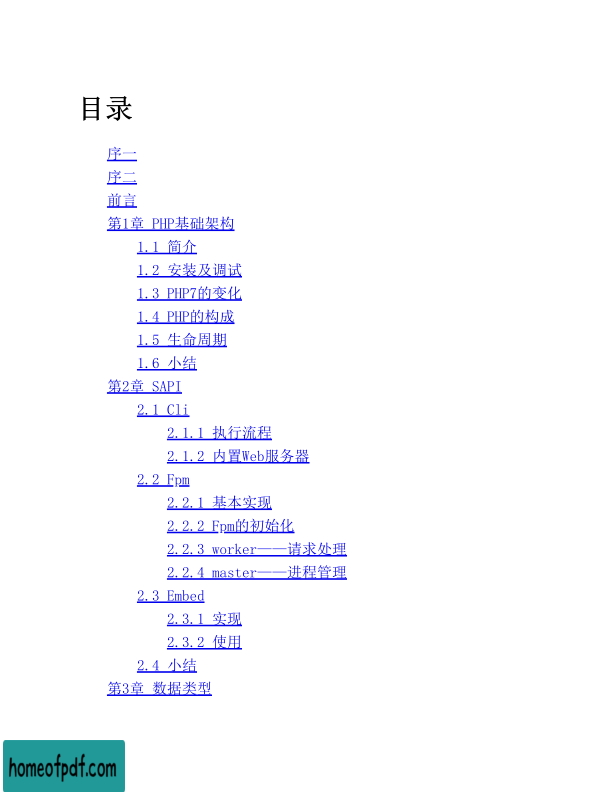 目录
序一
序二
前言
第1章 PHP基础架构
1.1 简介
1.2 安装及调试
1.3 PHP7的变化
1.4 PHP的构成
1.5 生命周期
1.6 小结
第2章 SAPI
2.1 Cli
2.1.1 执行流程
2.1.2 内置Web服务器
2.2 Fpm
2.2.1 基本实现
2.2.2 Fpm的初始化
2.2.3 worker——请求处理
2.2.4 master——进程管理
2.3 Embed
2.3.1 实现
2.3.2 使用
2.4 小结
第3章 数据类型
homeofpdf.com